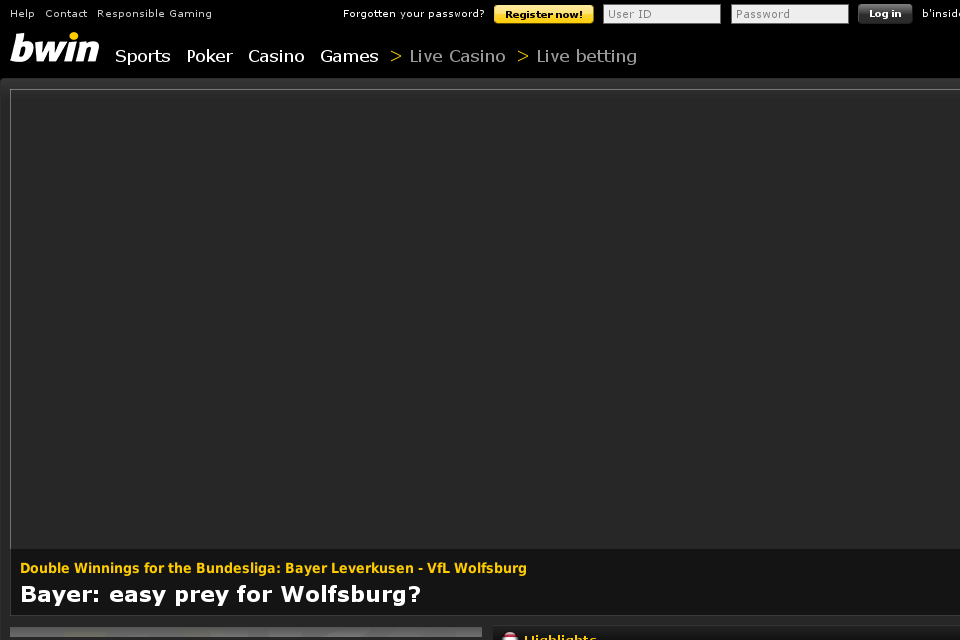 Help Contact Responsible Gaming Forgotten your password? Register now! User ID Password Log in b'insid
bwin Sports Poker Casino Games > Live Casino > Live betting
Double Winnings for the Bundesliga: Bayer Leverkusen - VfL Wolfsburg
Bayer: easy prey for Wolfsburg?
Highlights